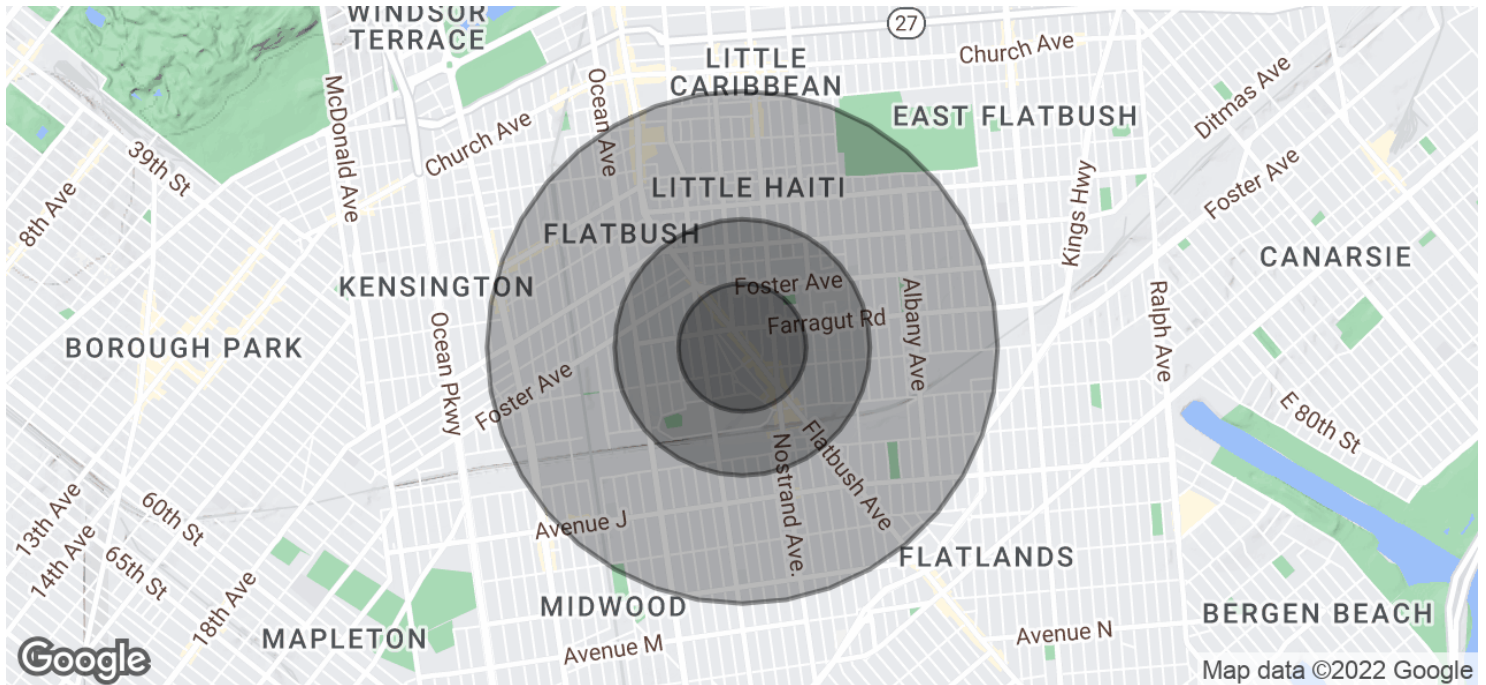 WINDSOR
TERRACE
27
LITTLE
CARIBBEAN
Church Ave
McDonald Ave
Ocean Ave
EAST FLATBUSH
Ditmas Ave
Church Ave
39th St
8th Ave
LITTLE HAITI
Kings Hwy
Foster Ave
FLATBUSH
CANARSIE
KENSINGTON
Foster Ave
Farragut Rd
Albany Ave
Ralph Ave
BOROUGH PARK
Ocean Pkwy
Foster Ave
E 80th St
Nostrand Ave.
Flatbush Ave
13th Ave
60th St
Avenue J
14th Ave
65th St
FLATLANDS
18th Ave
MIDWOOD
BERGEN BEACH
MAPLETON
Avenue M
Avenue N
Google
Map data ©2022 Google